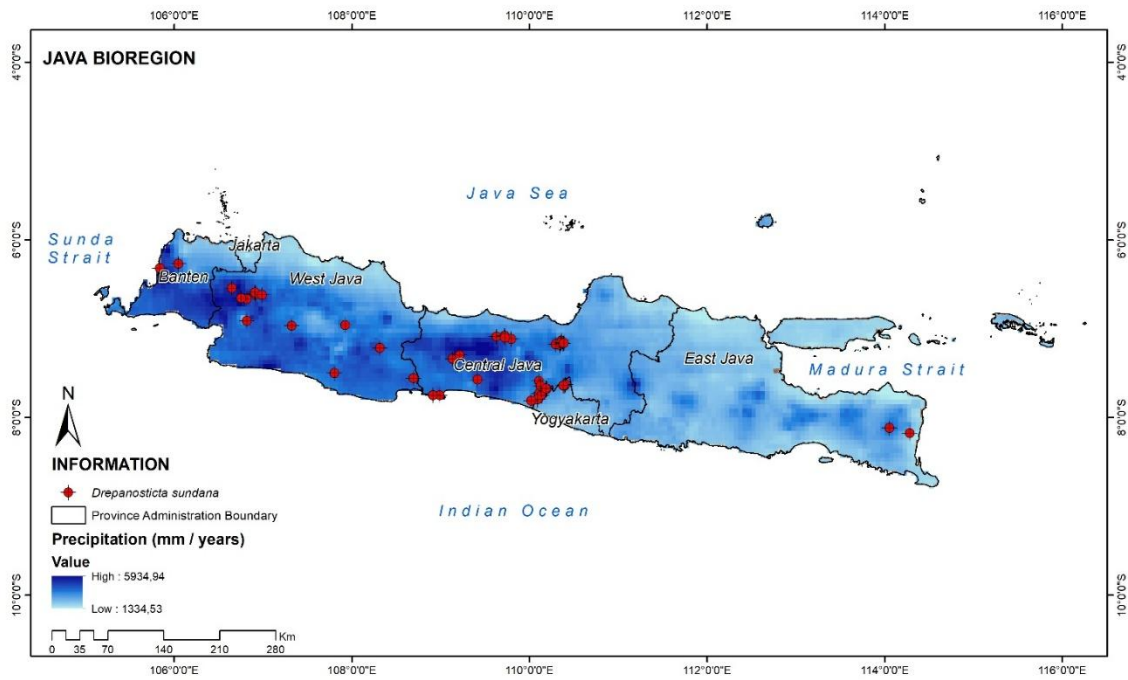 106°0'0"E
108°0'0"E
110°0'0"E
112°0'0"E
114°0'0"E
116°0'0"E
JAVA BIOREGION
4°0'0"S
4°0'0"S
Java Sea
Sunda
Strait
6°0'0"S
6°0'0"S
Jakarta
Banten
West Java
Central Java
East Java
Madura Strait
Yogyakarta
8°0'0"S
8°0'0"S
N
INFORMATION
Drepanosticta sundana
Province Administration Boundary
Indian Ocean
Precipitation (mm / years)
Value
High : 5934,94
Low : 1334,53
10°0'0"S
10°0'0"S
Km
0 35 70 140 210 280
106°0'0"E
108°0'0"E
110°0'0"E
112°0'0"E
114°0'0"E
116°0'0"E